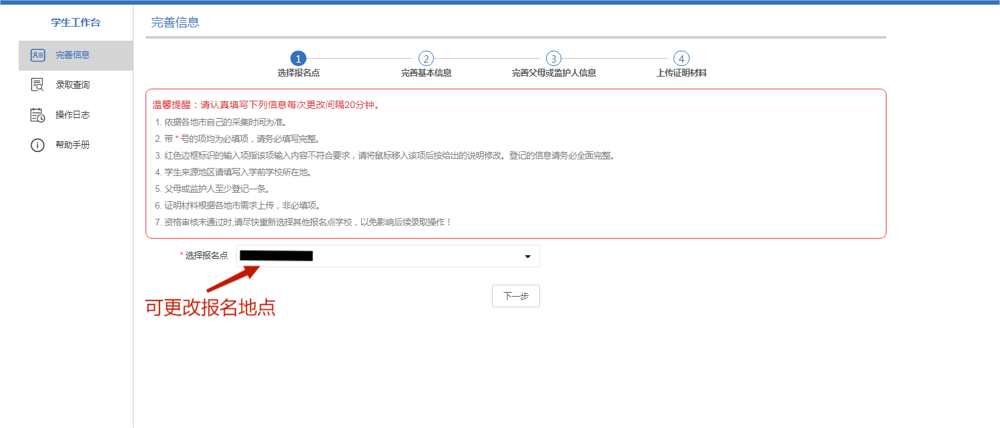 学生工作台
完善信息
录取查询
操作日志
帮助手册
完善信息
1 2 3 4
选择报名点 完善基本信息 完善父母或监护人信息 上传证明材料
温馨提醒：请认真填写下列信息每次更改间隔20分钟。
1. 依据各地市自己的采集时间为准。
2. 带 * 号的项均为必填项，请务必填写完整。
3. 红色边框标识的输入项指该项输入内容不符合要求，请将鼠标移入该项后按给出的说明修改。登记的信息请务必全面完整。
4. 学生来源地区请填写入学前学校所在地。
5. 父母或监护人至少登记一条。
6. 证明材料根据各地市需求上传，非必填项。
7. 资格审核未通过时,请尽快重新选择其他报名点学校，以免影响后续录取操作！
* 选择报名点
下一步
可更改报名地点